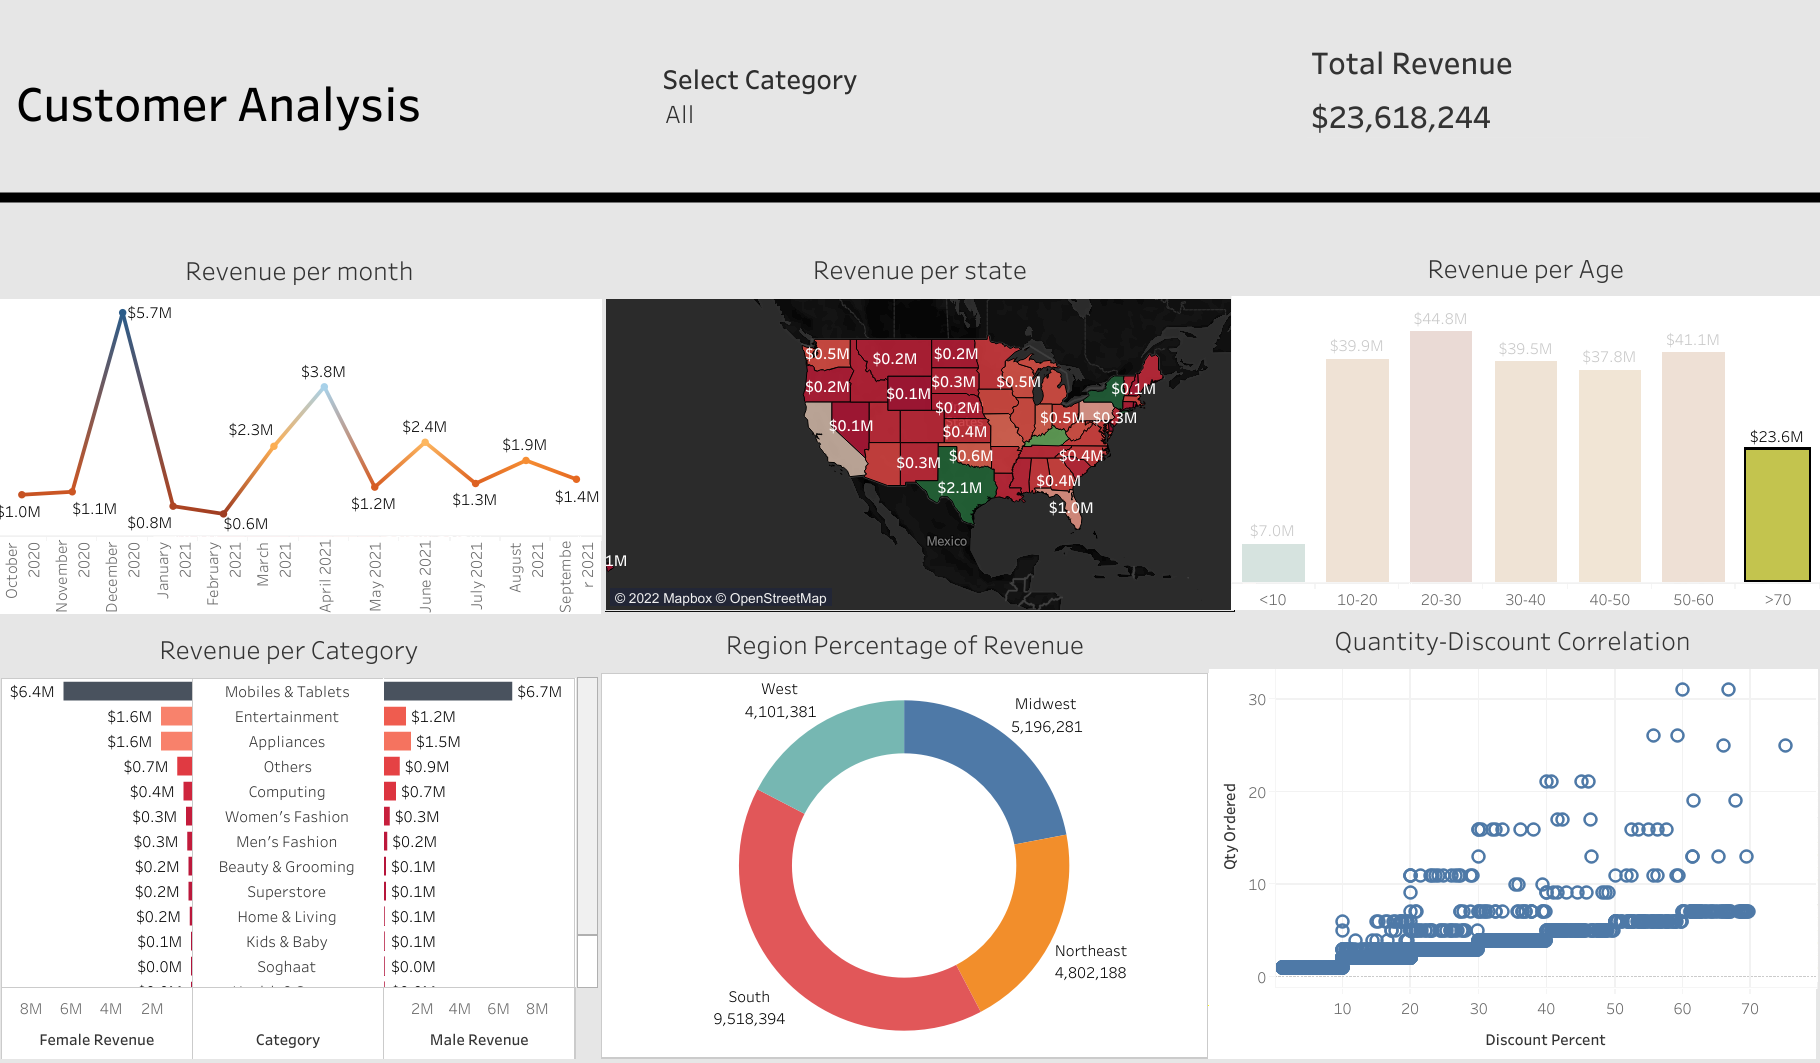 Customer Analysis
Select Category
All
Total Revenue
$23,618,244
Revenue per month
$5.7M
$3.8M
$2.3M
$2.4M
$1.9M
$1.0M
$1.1M
$0.8M
$0.6M
$1.2M
$1.3M
$1.4M
October 2020
November 2020
December 2020
January 2021
February 2021
March 2021
April 2021
May 2021
June 2021
July 2021
August 2021
Septembe
r 2021
Revenue per state
$0.5M
$0.2M
$0.2M
$0.2M
$0.1M
$0.3M
$0.5M
$0.1M
$0.2M
$0.1M
$0.4M
$0.5M
$0.3M
$0.3M
$0.6M
$0.4M
$2.1M
$0.4M
$1.0M
Mexico
1M
© 2022 Mapbox © OpenStreetMap
Revenue per Age
$7.0M
$39.9M
$44.8M
$39.5M
$37.8M
$41.1M
$23.6M
<10
10-20
20-30
30-40
40-50
50-60
>70
Revenue per Category
$6.4M Mobiles & Tablets $6.7M
$1.6M Entertainment $1.2M
$1.6M Appliances $1.5M
$0.7M Others $0.9M
$0.4M Computing $0.7M
$0.3M Women's Fashion $0.3M
$0.3M Men's Fashion $0.2M
$0.2M Beauty & Grooming $0.1M
$0.2M Superstore $0.1M
$0.2M Home & Living $0.1M
$0.1M Kids & Baby $0.1M
$0.0M Soghaat $0.0M
8M 6M 4M 2M 2M 4M 6M 8M
Female Revenue Category Male Revenue
Region Percentage of Revenue
West
4,101,381
Midwest
5,196,281
Northeast
4,802,188
South
9,518,394
Quantity-Discount Correlation
Qty Ordered
30
20
10
0
10 20 30 40 50 60 70
Discount Percent